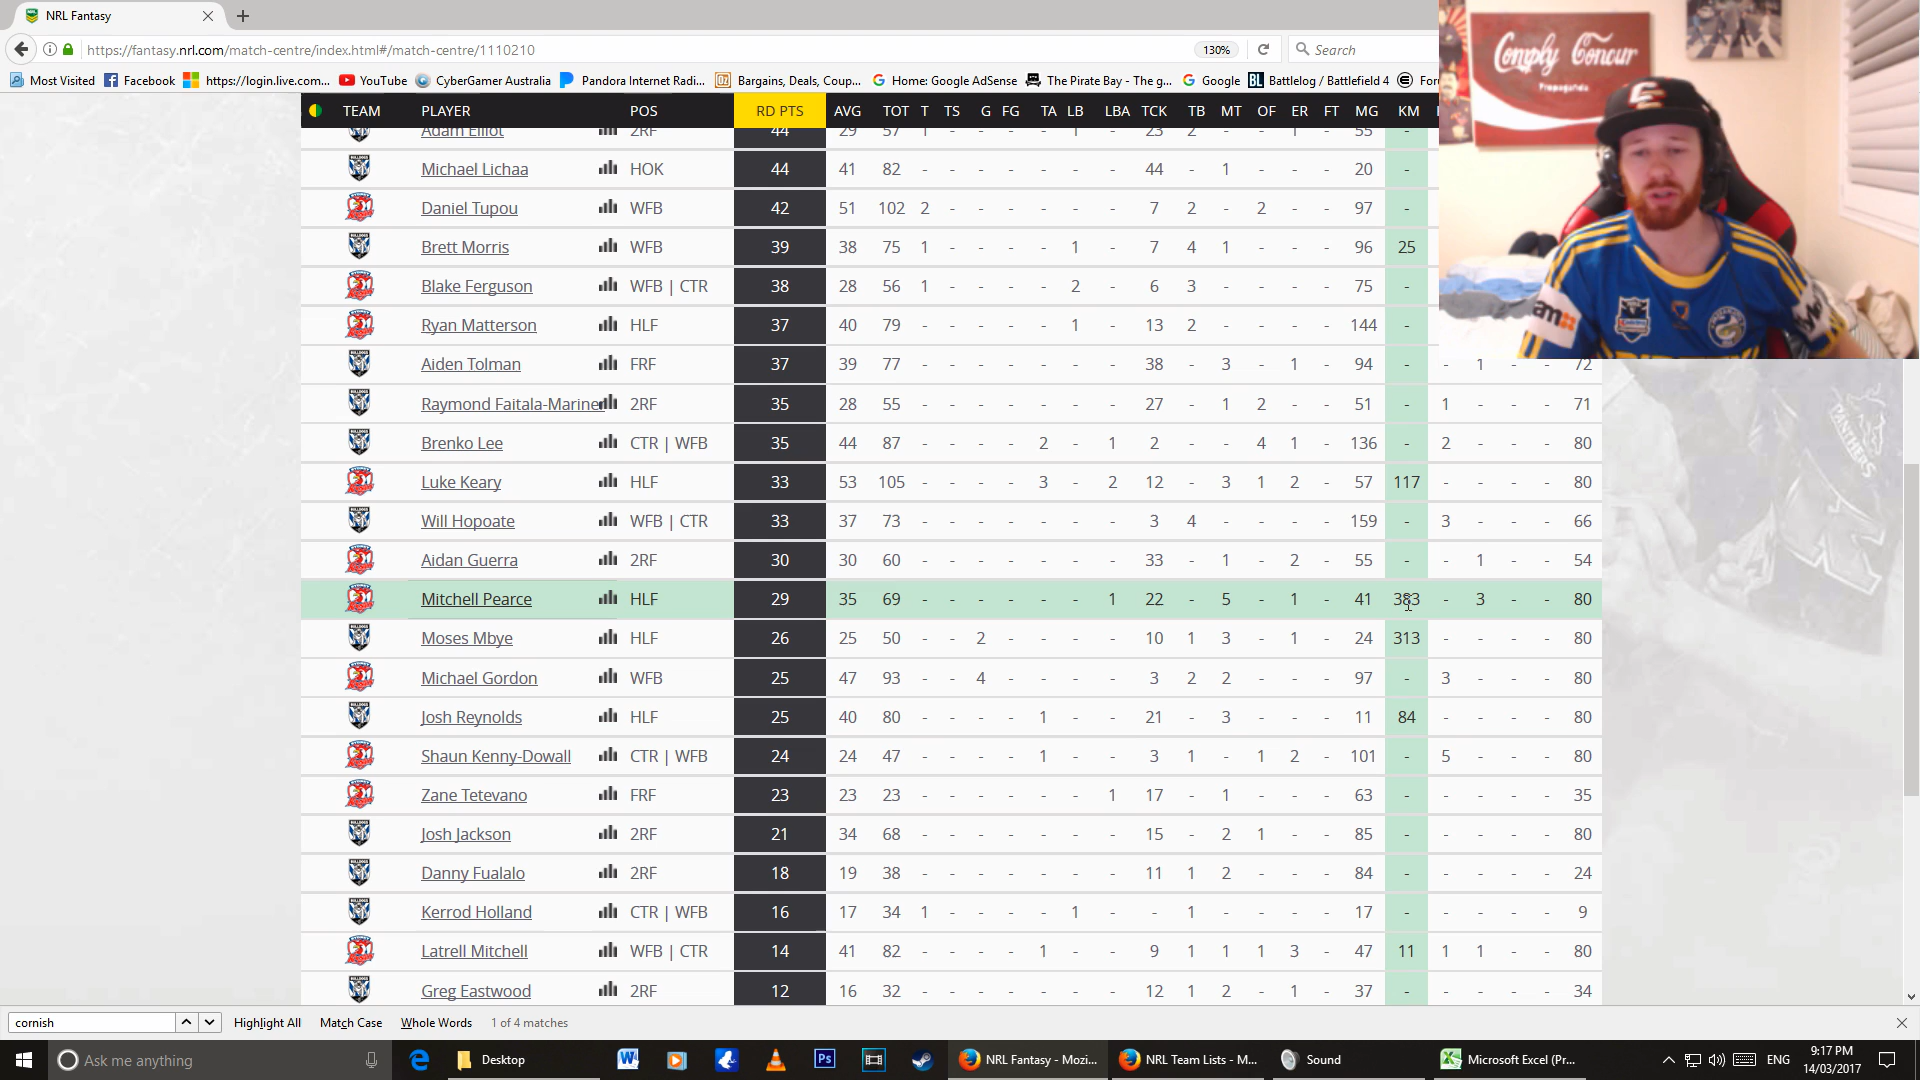 NRL Fantasy
https://fantasy.nrl.com/match-centre/index.html#/match-centre/1110210
130%
Search
Most Visited Facebook https://login.live.com... YouTube CyberGamer Australia Pandora Internet Radi... Bargains, Deals, Coup... Home: Google AdSense The Pirate Bay - The g... Google Battlelog / Battlefield 4 For
Comply Concur
Propaganda
TEAM PLAYER POS RD PTS AVG TOT T TS G FG TA LB LBA TCK TB MT OF ER FT MG KM
Adam Elliot 2RF 44 29 57 1 - - - - 1 - 23 2 - - 1 - 55 -
Michael Lichaa HOK 44 41 82 - - - - - - - 44 - 1 - - - 20 -
Daniel Tupou WFB 42 51 102 2 - - - - - - 7 2 - 2 - - 97 -
Brett Morris WFB 39 38 75 1 - - - - 1 - 7 4 1 - - - 96 25
Blake Ferguson WFB | CTR 38 28 56 1 - - - - 2 - 6 3 - - - - 75 -
Ryan Matterson HLF 37 40 79 - - - - - 1 - 13 2 - - - - 144 -
Aiden Tolman FRF 37 39 77 - - - - - - - 38 - 3 - 1 - 94 - - 1 - - 72
Raymond Faitala-Mariner 2RF 35 28 55 - - - - - - - 27 - 1 2 - - 51 - 1 - - - 71
Brenko Lee CTR | WFB 35 44 87 - - - - 2 - 1 2 - - 4 1 - 136 - 2 - - - 80
Luke Keary HLF 33 53 105 - - - - 3 - 2 12 - 3 1 2 - 57 117 - - - - 80
Will Hopoate WFB | CTR 33 37 73 - - - - - - - 3 4 - - - - 159 - 3 - - - 66
Aidan Guerra 2RF 30 30 60 - - - - - - - 33 - 1 - 2 - 55 - - 1 - - 54
Mitchell Pearce HLF 29 35 69 - - - - - - 1 22 - 5 - 1 - 41 383 - 3 - - 80
Moses Mbye HLF 26 25 50 - - 2 - - - - 10 1 3 - 1 - 24 313 - - - - 80
Michael Gordon WFB 25 47 93 - - 4 - - - - 3 2 2 - - - 97 - 3 - - - 80
Josh Reynolds HLF 25 40 80 - - - - 1 - - 21 - 3 - - - 11 84 - - - - 80
Shaun Kenny-Dowall CTR | WFB 24 24 47 - - - - 1 - - 3 1 - 1 2 - 101 - 5 - - - 80
Zane Tetevano FRF 23 23 23 - - - - - - 1 17 - 1 - - - 63 - - - - - 35
Josh Jackson 2RF 21 34 68 - - - - - - - 15 - 2 1 - - 85 - - - - - 80
Danny Fualalo 2RF 18 19 38 - - - - - - - 11 1 2 - - - 84 - - - - - 24
Kerrod Holland CTR | WFB 16 17 34 1 - - - - 1 - - 1 - - - - 17 - - - - - 9
Latrell Mitchell WFB | CTR 14 41 82 - - - - 1 - - 9 1 1 1 3 - 47 11 1 1 - - 80
Greg Eastwood 2RF 12 16 32 - - - - - - - 12 1 2 - 1 - 37 - - - - - 34
PANTHERS
cornish Highlight All Match Case Whole Words 1 of 4 matches
Ask me anything Desktop NRL Fantasy - Mozi... NRL Team Lists - M... Sound Microsoft Excel (Pr... ENG 9:17 PM
14/03/2017